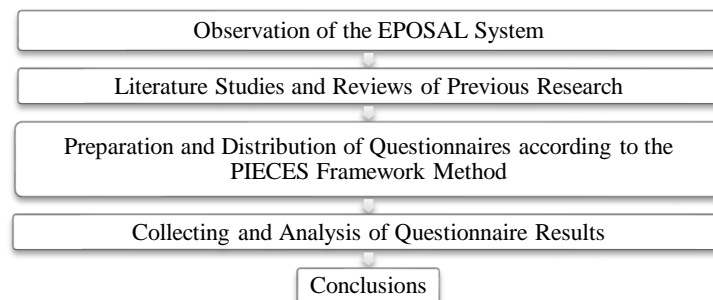 Observation of the EPOSAL System
Literature Studies and Reviews of Previous Research
Preparation and Distribution of Questionnaires according to the
PIECES Framework Method
Collecting and Analysis of Questionnaire Results
Conclusions